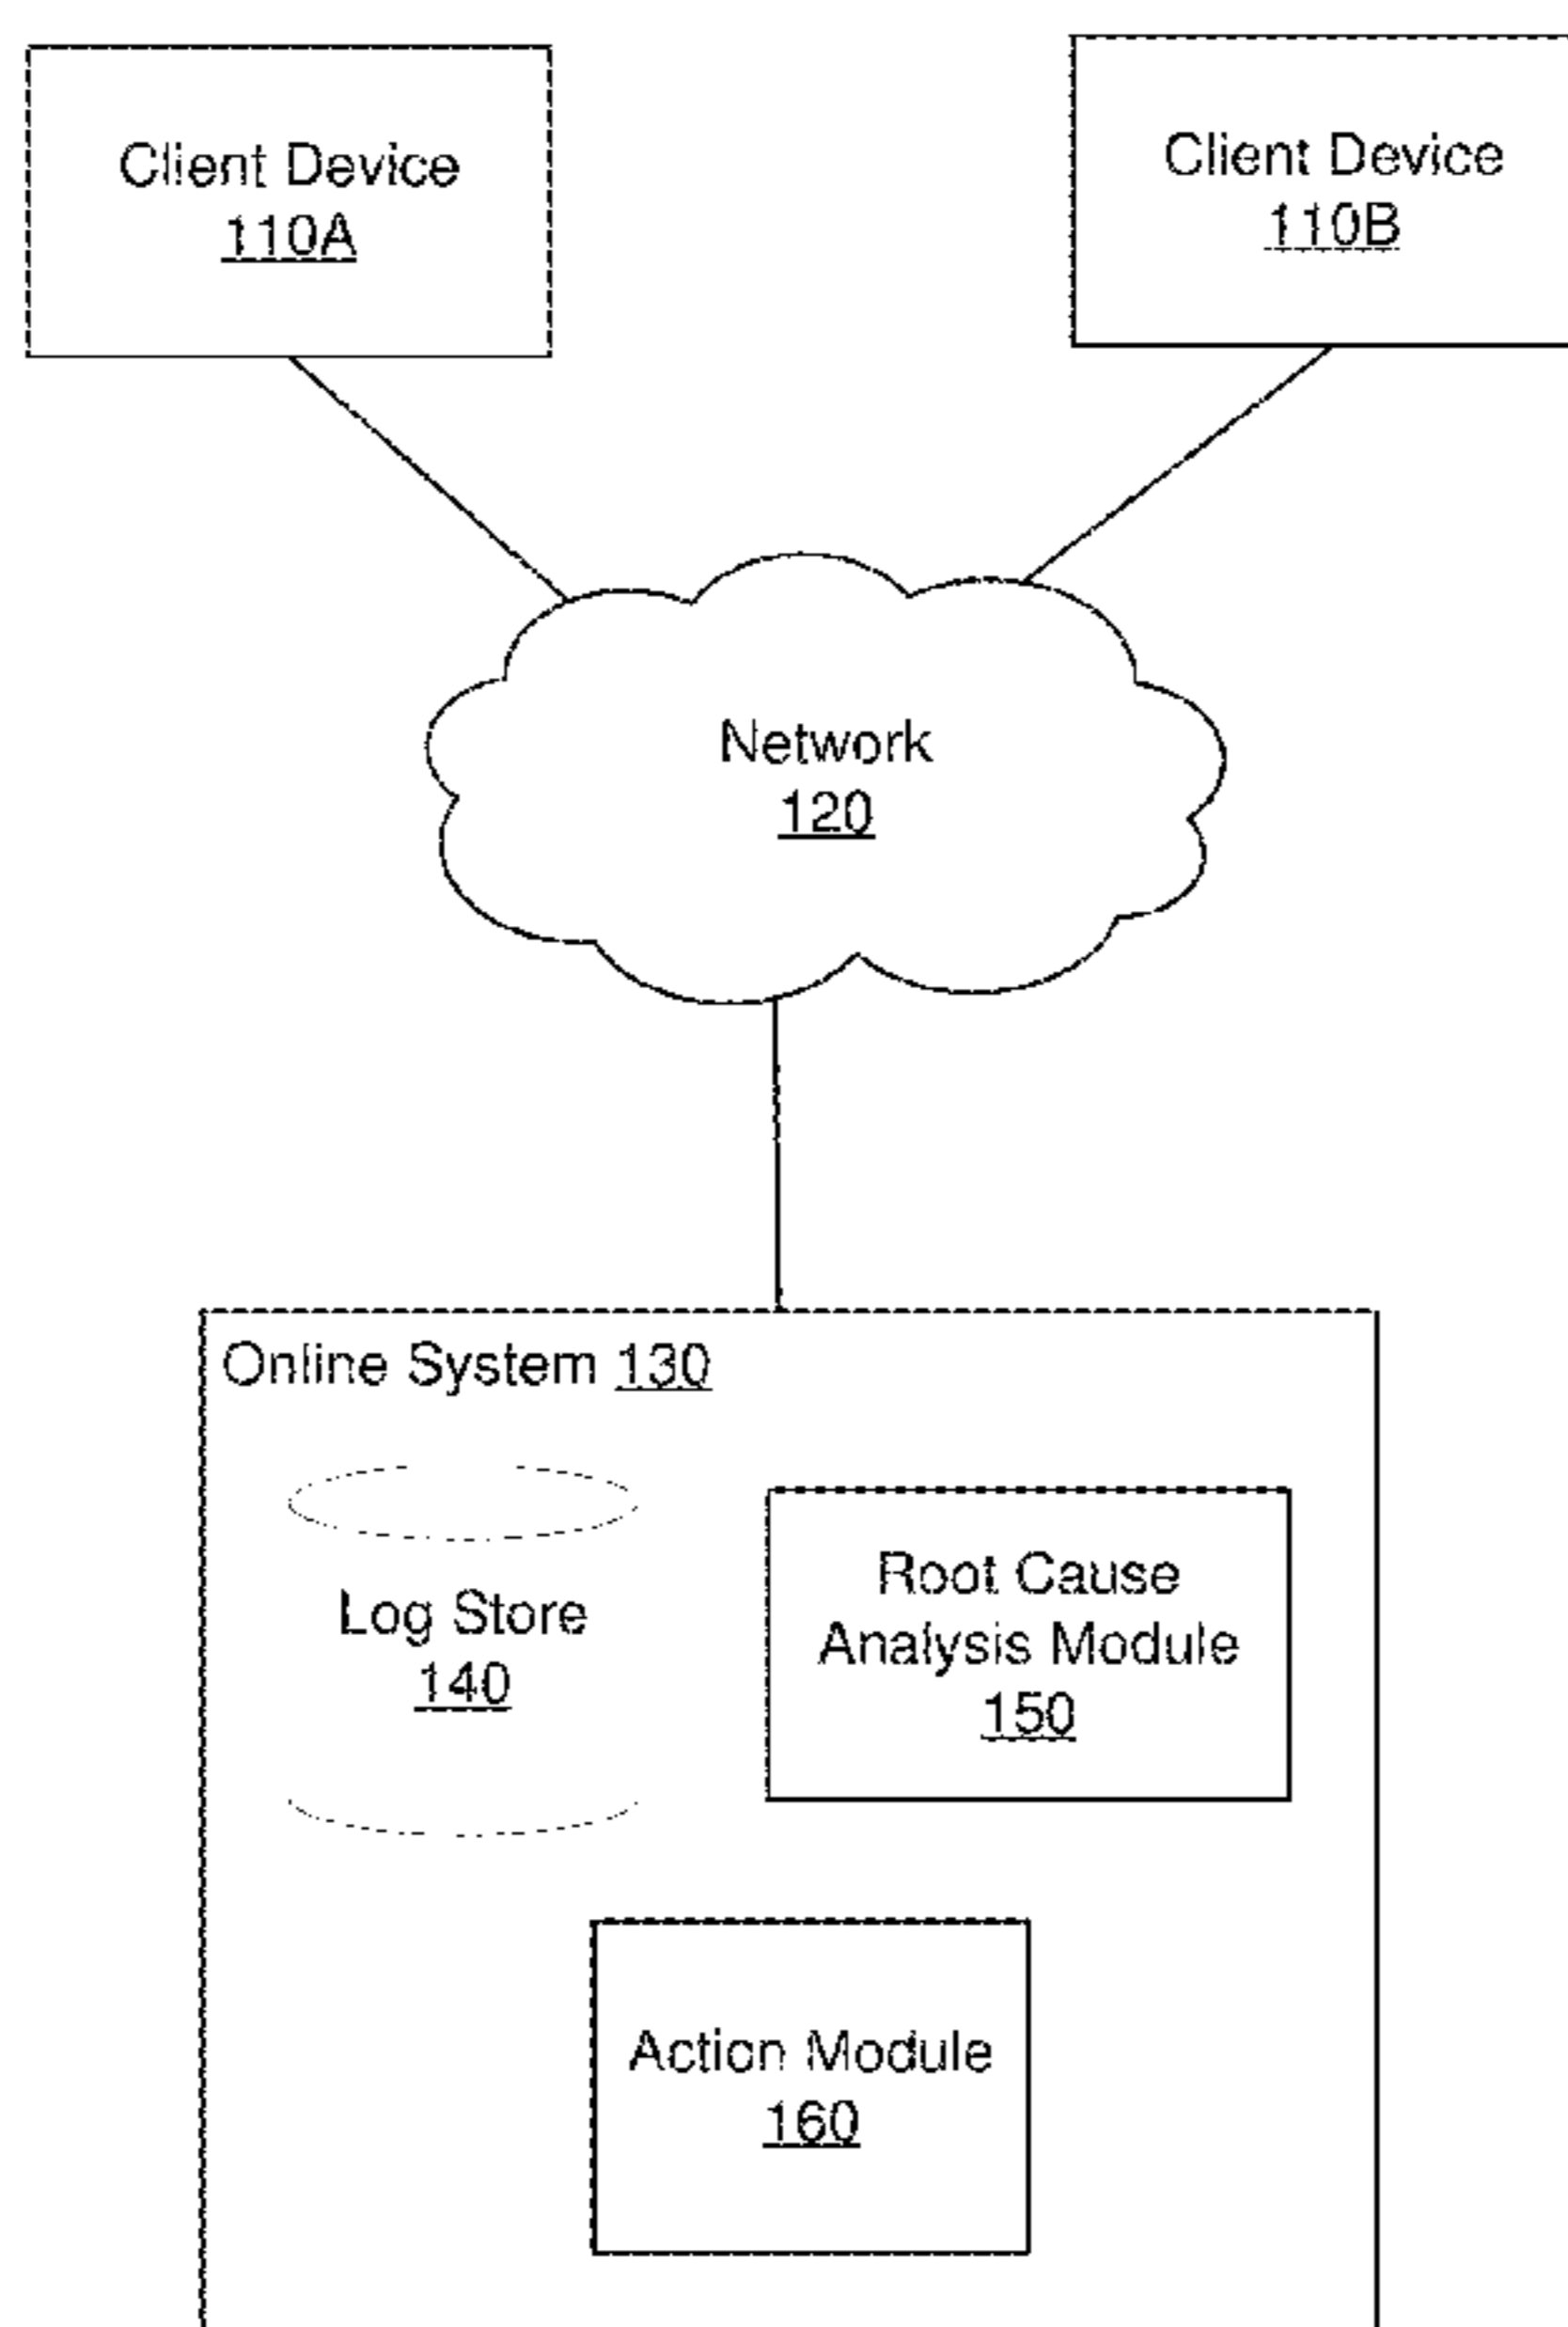 Client Device
110A
Client Device
110B
Network
120
Online System 130
Log Store
140
Root Cause
Analysis Module
150
Action Module
160